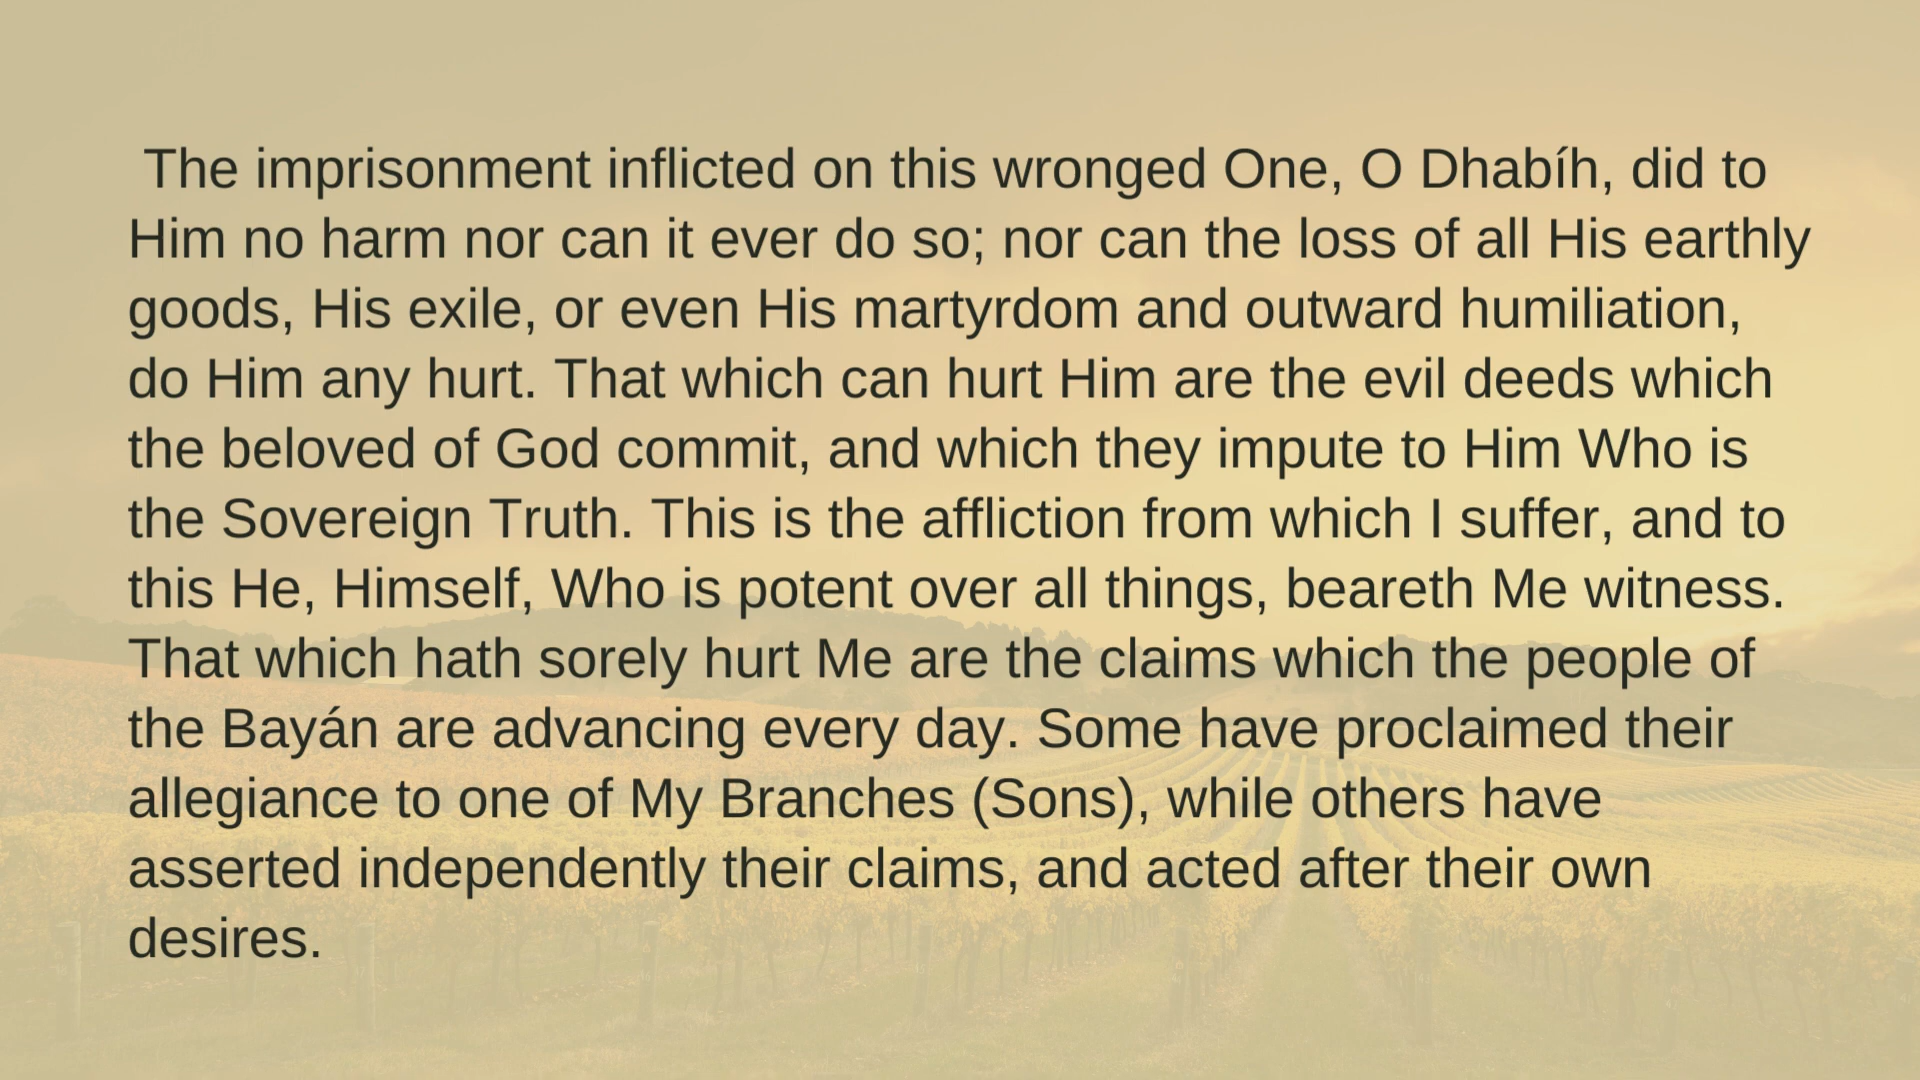 The imprisonment inflicted on this wronged One, O Dhabíh, did to
Him no harm nor can it ever do so; nor can the loss of all His earthly
goods, His exile, or even His martyrdom and outward humiliation,
do Him any hurt. That which can hurt Him are the evil deeds which
the beloved of God commit, and which they impute to Him Who is
the Sovereign Truth. This is the affliction from which I suffer, and to
this He, Himself, Who is potent over all things, beareth Me witness.
That which hath sorely hurt Me are the claims which the people of
the Bayán are advancing every day. Some have proclaimed their
allegiance to one of My Branches (Sons), while others have
asserted independently their claims, and acted after their own
desires.